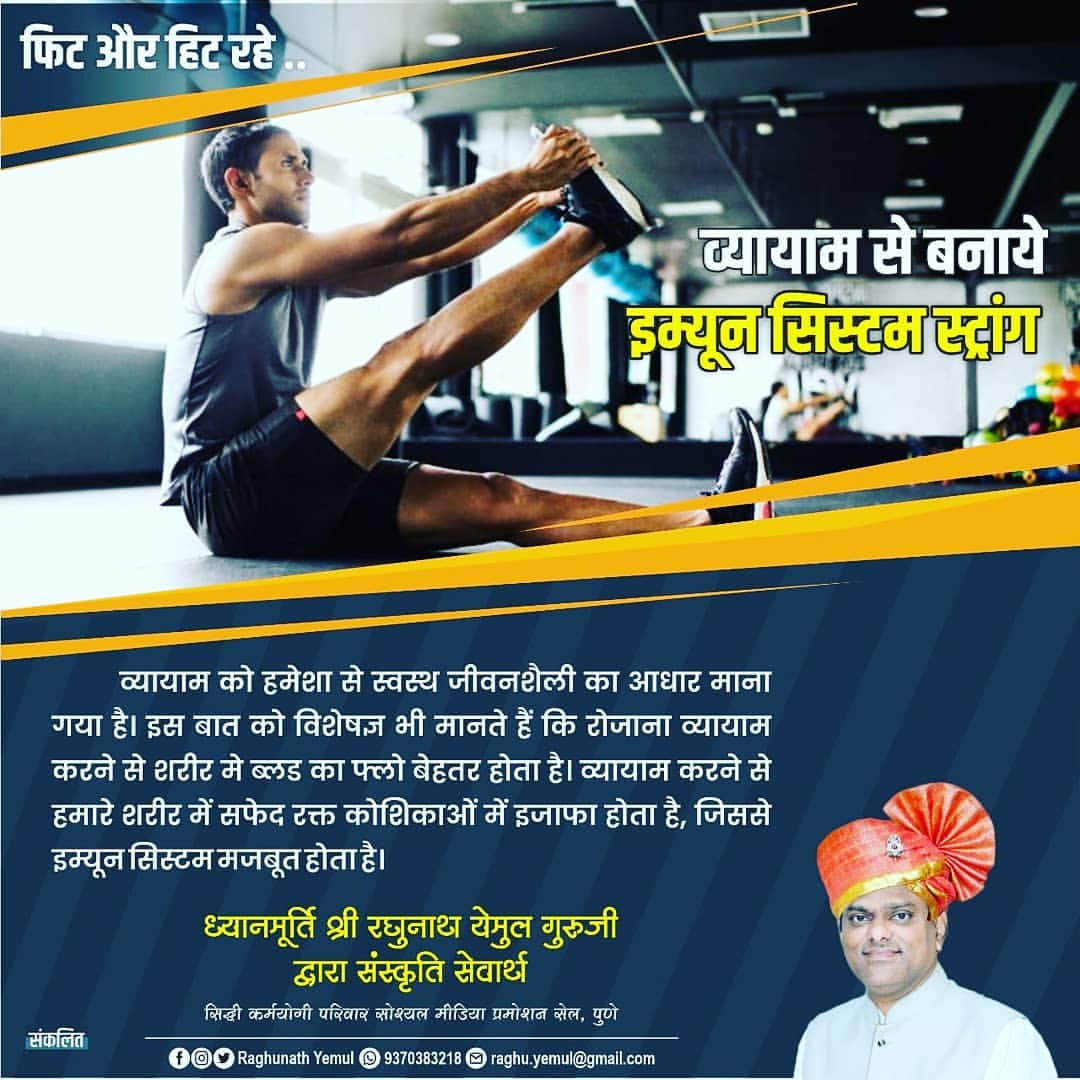 फिट और हिट रहे ..
व्यायाम से बनाये
इम्यून सिस्टम स्ट्रांग
व्यायाम को हमेशा से स्वस्थ जीवनशैली का आधार माना
गया है। इस बात को विशेषज्ञ भी मानते हैं कि रोजाना व्यायाम
करने से शरीर मे ब्लड का फ्लो बेहतर होता है। व्यायाम करने से
हमारे शरीर में सफेद रक्त कोशिकाओं में इजाफा होता है, जिससे
इम्यून सिस्टम मजबूत होता है।
ध्यानमूर्ति श्री रघुनाथ येमुल गुरुजी
द्वारा संस्कृति सेवार्थ
सिद्धी कर्मयोगी परिवार सोश्यल मीडिया प्रमोशन सेल, पुणे
संकलित
Raghunath Yemul 9370383218 raghu.yemul@gmail.com